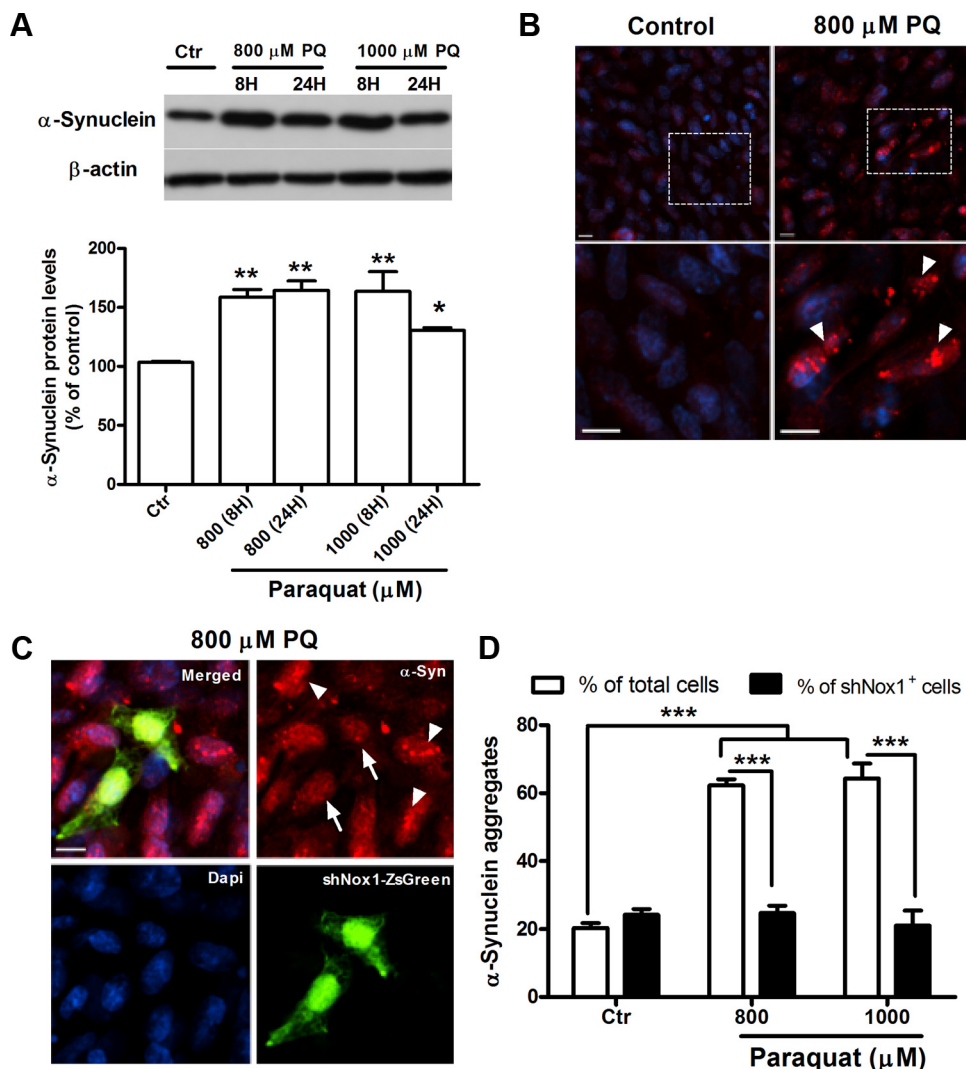 A
Ctr
800 μM PQ
1000 μM PQ
8H 24H 8H 24H
α-Synuclein
β-actin
α-Synuclein protein levels
(% of control)
200
150
100
50
0
** ** ** *
Ctr 800 (8H) 800 (24H) 1000 (8H) 1000 (24H)
Paraquat (μM)
B
Control
800 μM PQ
C
800 μM PQ
Merged
α-Syn
Dapi
shNox1-ZsGreen
D
% of total cells
% of shNox1+ cells
α-Synuclein aggregates
80
60
40
20
0
***
***
***
Ctr 800 1000
Paraquat (μM)